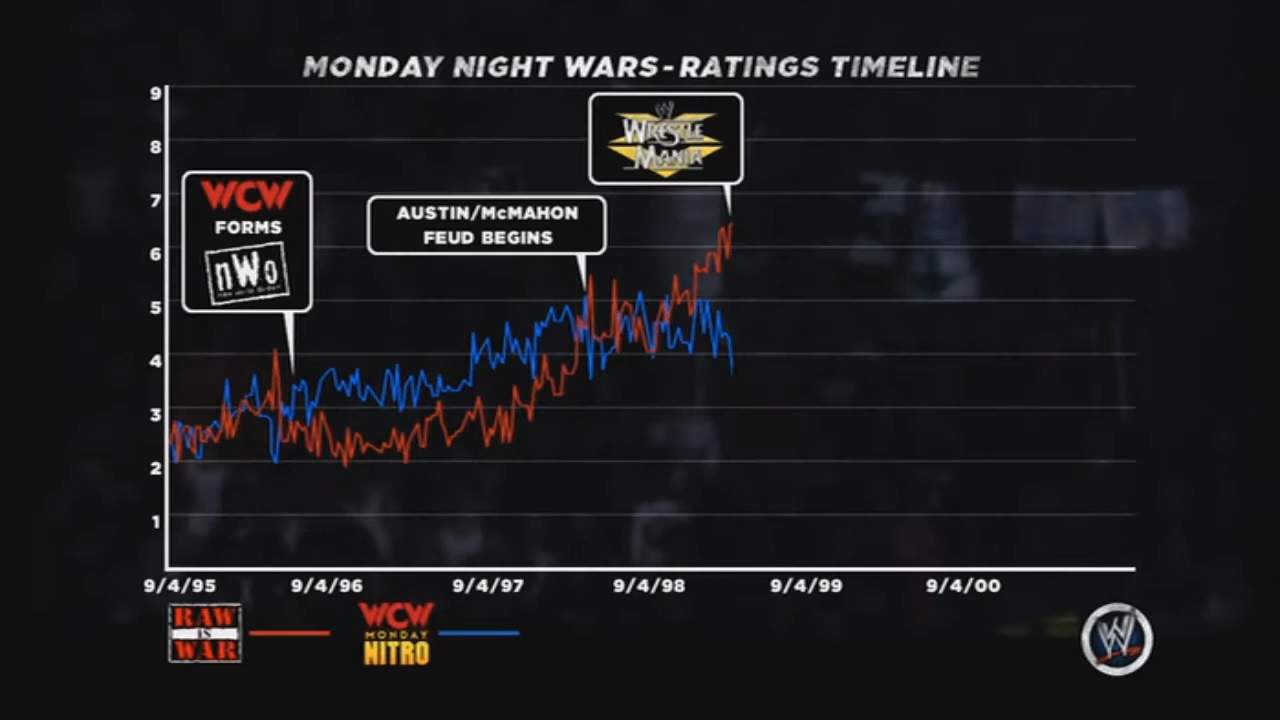 MONDAY NIGHT WARS - RATINGS TIMELINE
9
8
7
6
5
4
3
2
1
WCW
FORMS
nWo
AUSTIN/McMAHON
FEUD BEGINS
W
WRESTLE
MANIA
9/4/95
9/4/96
9/4/97
9/4/98
9/4/99
9/4/00
RAW
IS
WAR
WCW
MONDAY
NITRO
W